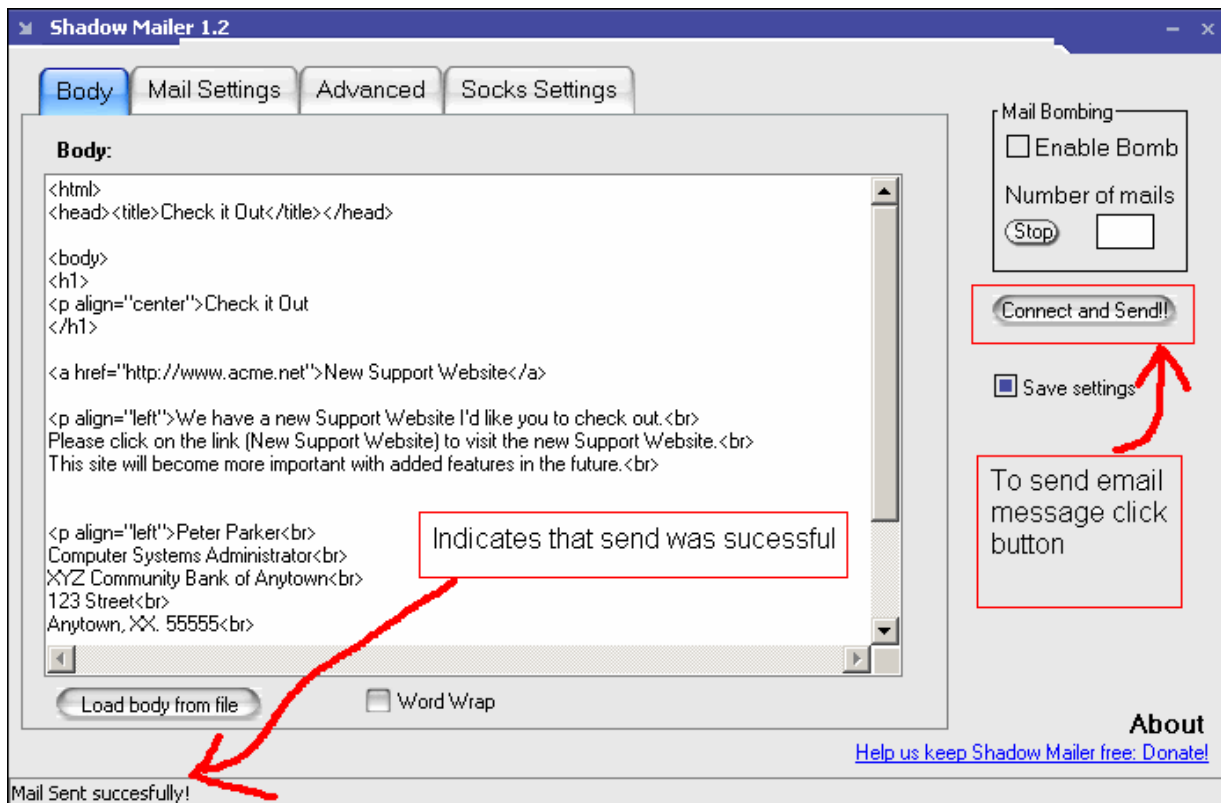 Shadow Mailer 1.2
Body
Mail Settings
Advanced
Socks Settings
Body:
<html>
<head><title>Check it Out</title></head>
<body>
<h1>
<p align="center">Check it Out
</h1>
<a href="http://www.acme.net">New Support Website</a>
<p align="left">We have a new Support Website I'd like you to check out.<br>
Please click on the link (New Support Website) to visit the new Support Website.<br>
This site will become more important with added features in the future.<br>
<p align="left">Peter Parker<br>
Computer Systems Administrator<br>
XYZ Community Bank of Anytown<br>
123 Street<br>
Anytown, XX. 55555<br>
Indicates that send was sucessful
Load body from file
Word Wrap
Mail Bombing
Enable Bomb
Number of mails
Stop
Connect and Send!!
Save settings
To send email
message click
button
About
Help us keep Shadow Mailer free: Donate!
Mail Sent succesfully!